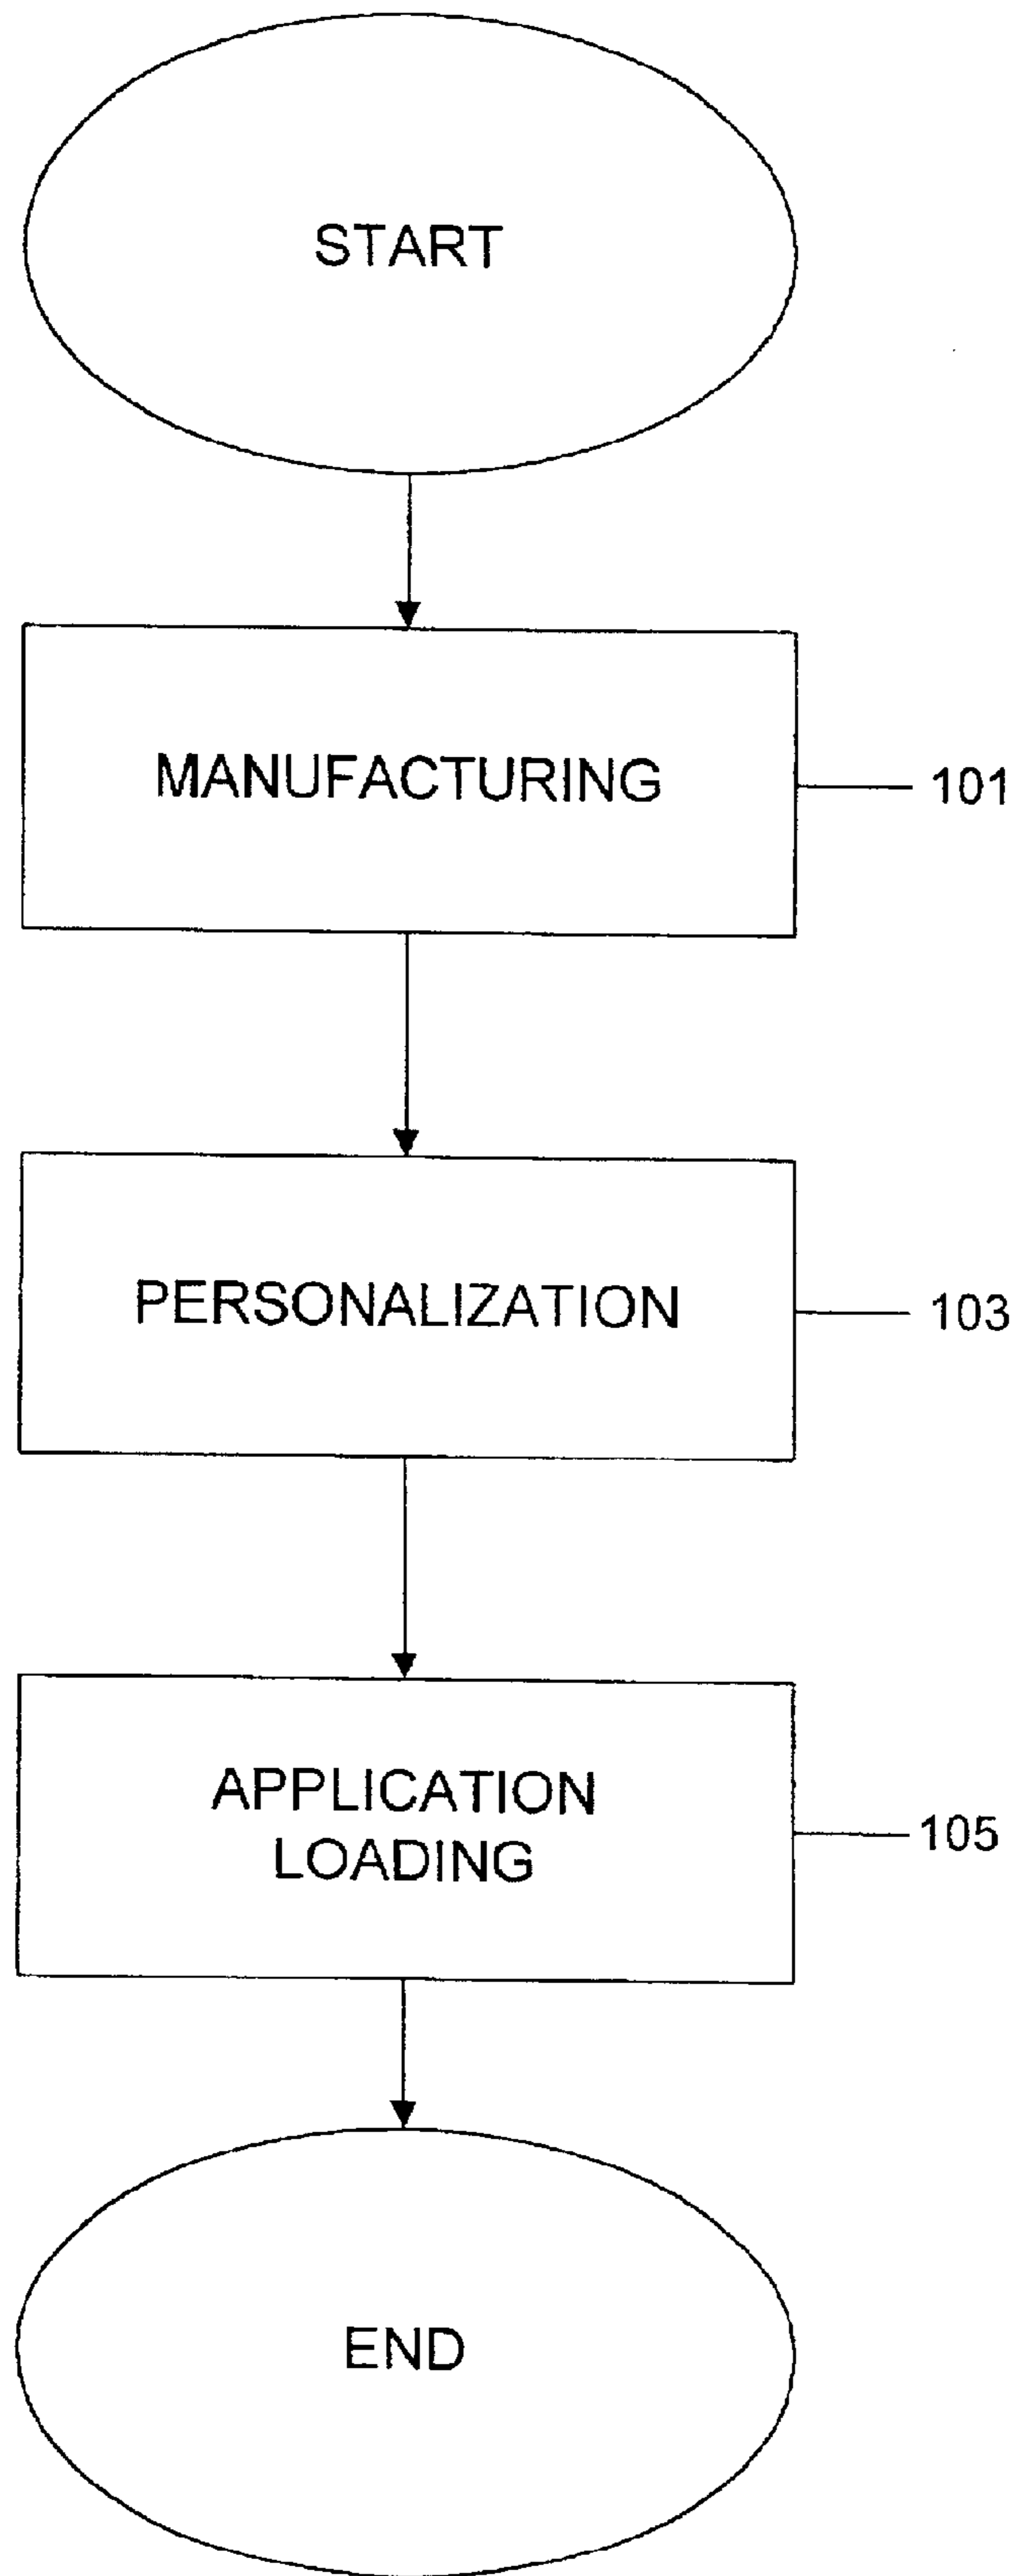 START
MANUFACTURING
101
PERSONALIZATION
103
APPLICATION
LOADING
105
END